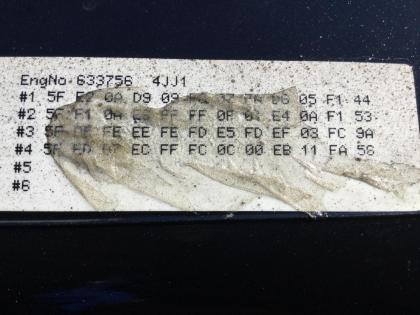 EngNo 633756 4JJ1
#1 5F 0A D9 09 05 F1 44
#2 5F F1 0A FF E4 0A F1 53
#3 5F FE EE FE FD E5 FD EF 03 FC 9A
#4 5F EC FF FC 0C 00 EB 11 FA 58
#5
#6